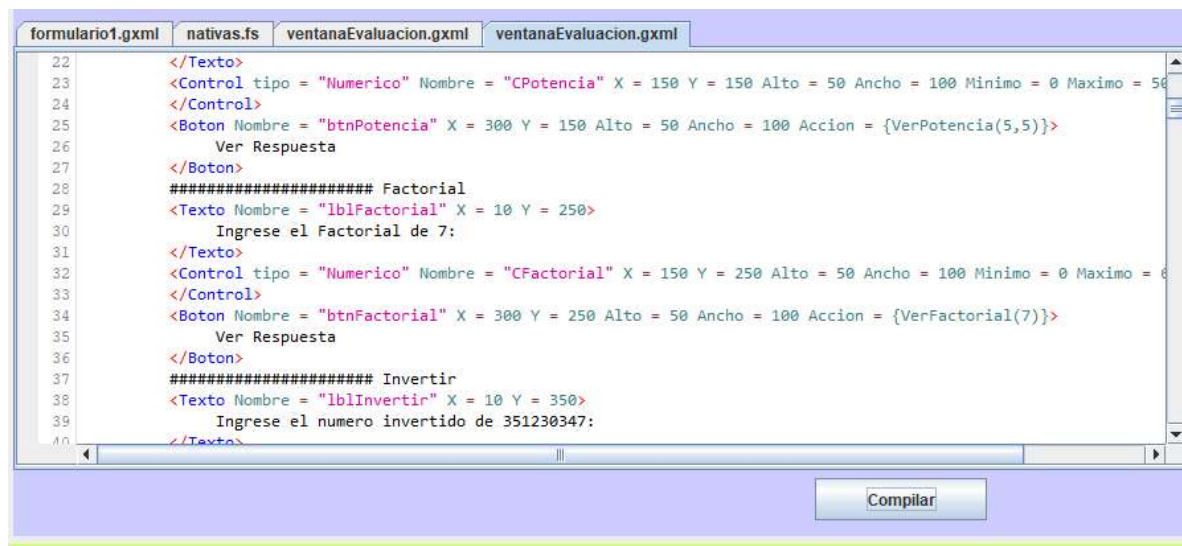 formulario1.gxml nativas.fs ventanaEvaluacion.gxml ventanaEvaluacion.gxml
22 </Texto>
23 <Control tipo = "Numerico" Nombre = "CPotencia" X = 150 Y = 150 Alto = 50 Ancho = 100 Minimo = 0 Maximo = 50
24 </Control>
25 <Boton Nombre = "btnPotencia" X = 300 Y = 150 Alto = 50 Ancho = 100 Accion = {VerPotencia(5,5)}>
26 Ver Respuesta
27 </Boton>
28 ###################### Factorial
29 <Texto Nombre = "lblFactorial" X = 10 Y = 250>
30 Ingrese el Factorial de 7:
31 </Texto>
32 <Control tipo = "Numerico" Nombre = "CFactorial" X = 150 Y = 250 Alto = 50 Ancho = 100 Minimo = 0 Maximo =
33 </Control>
34 <Boton Nombre = "btnFactorial" X = 300 Y = 250 Alto = 50 Ancho = 100 Accion = {VerFactorial(7)}>
35 Ver Respuesta
36 </Boton>
37 ###################### Invertir
38 <Texto Nombre = "lblInvertir" X = 10 Y = 350>
39 Ingrese el numero invertido de 351230347:
40 </Texto>
Compilar